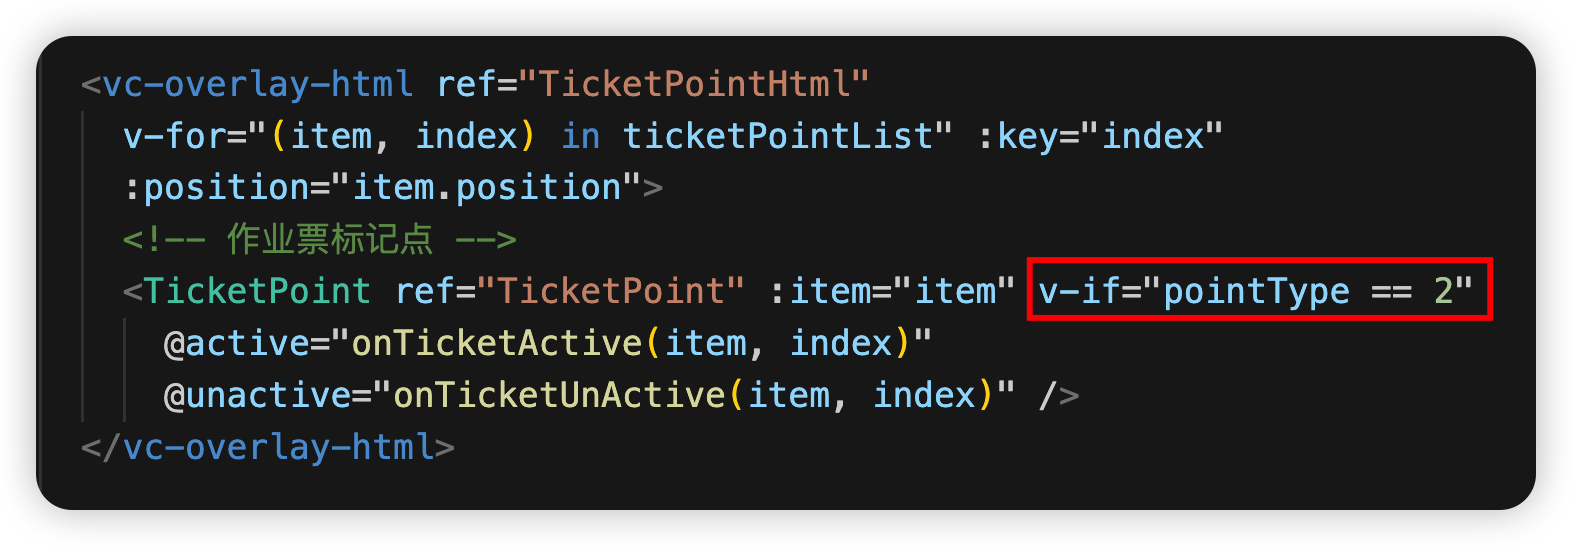 <vc-overlay-html ref="TicketPointHtml"
v-for="(item, index) in ticketPointList" :key="index"
:position="item.position">
<!-- 作业票标记点 -->
<TicketPoint ref="TicketPoint" :item="item" v-if="pointType == 2"
@active="onTicketActive(item, index)"
@unactive="onTicketUnActive(item, index)" />
</vc-overlay-html>